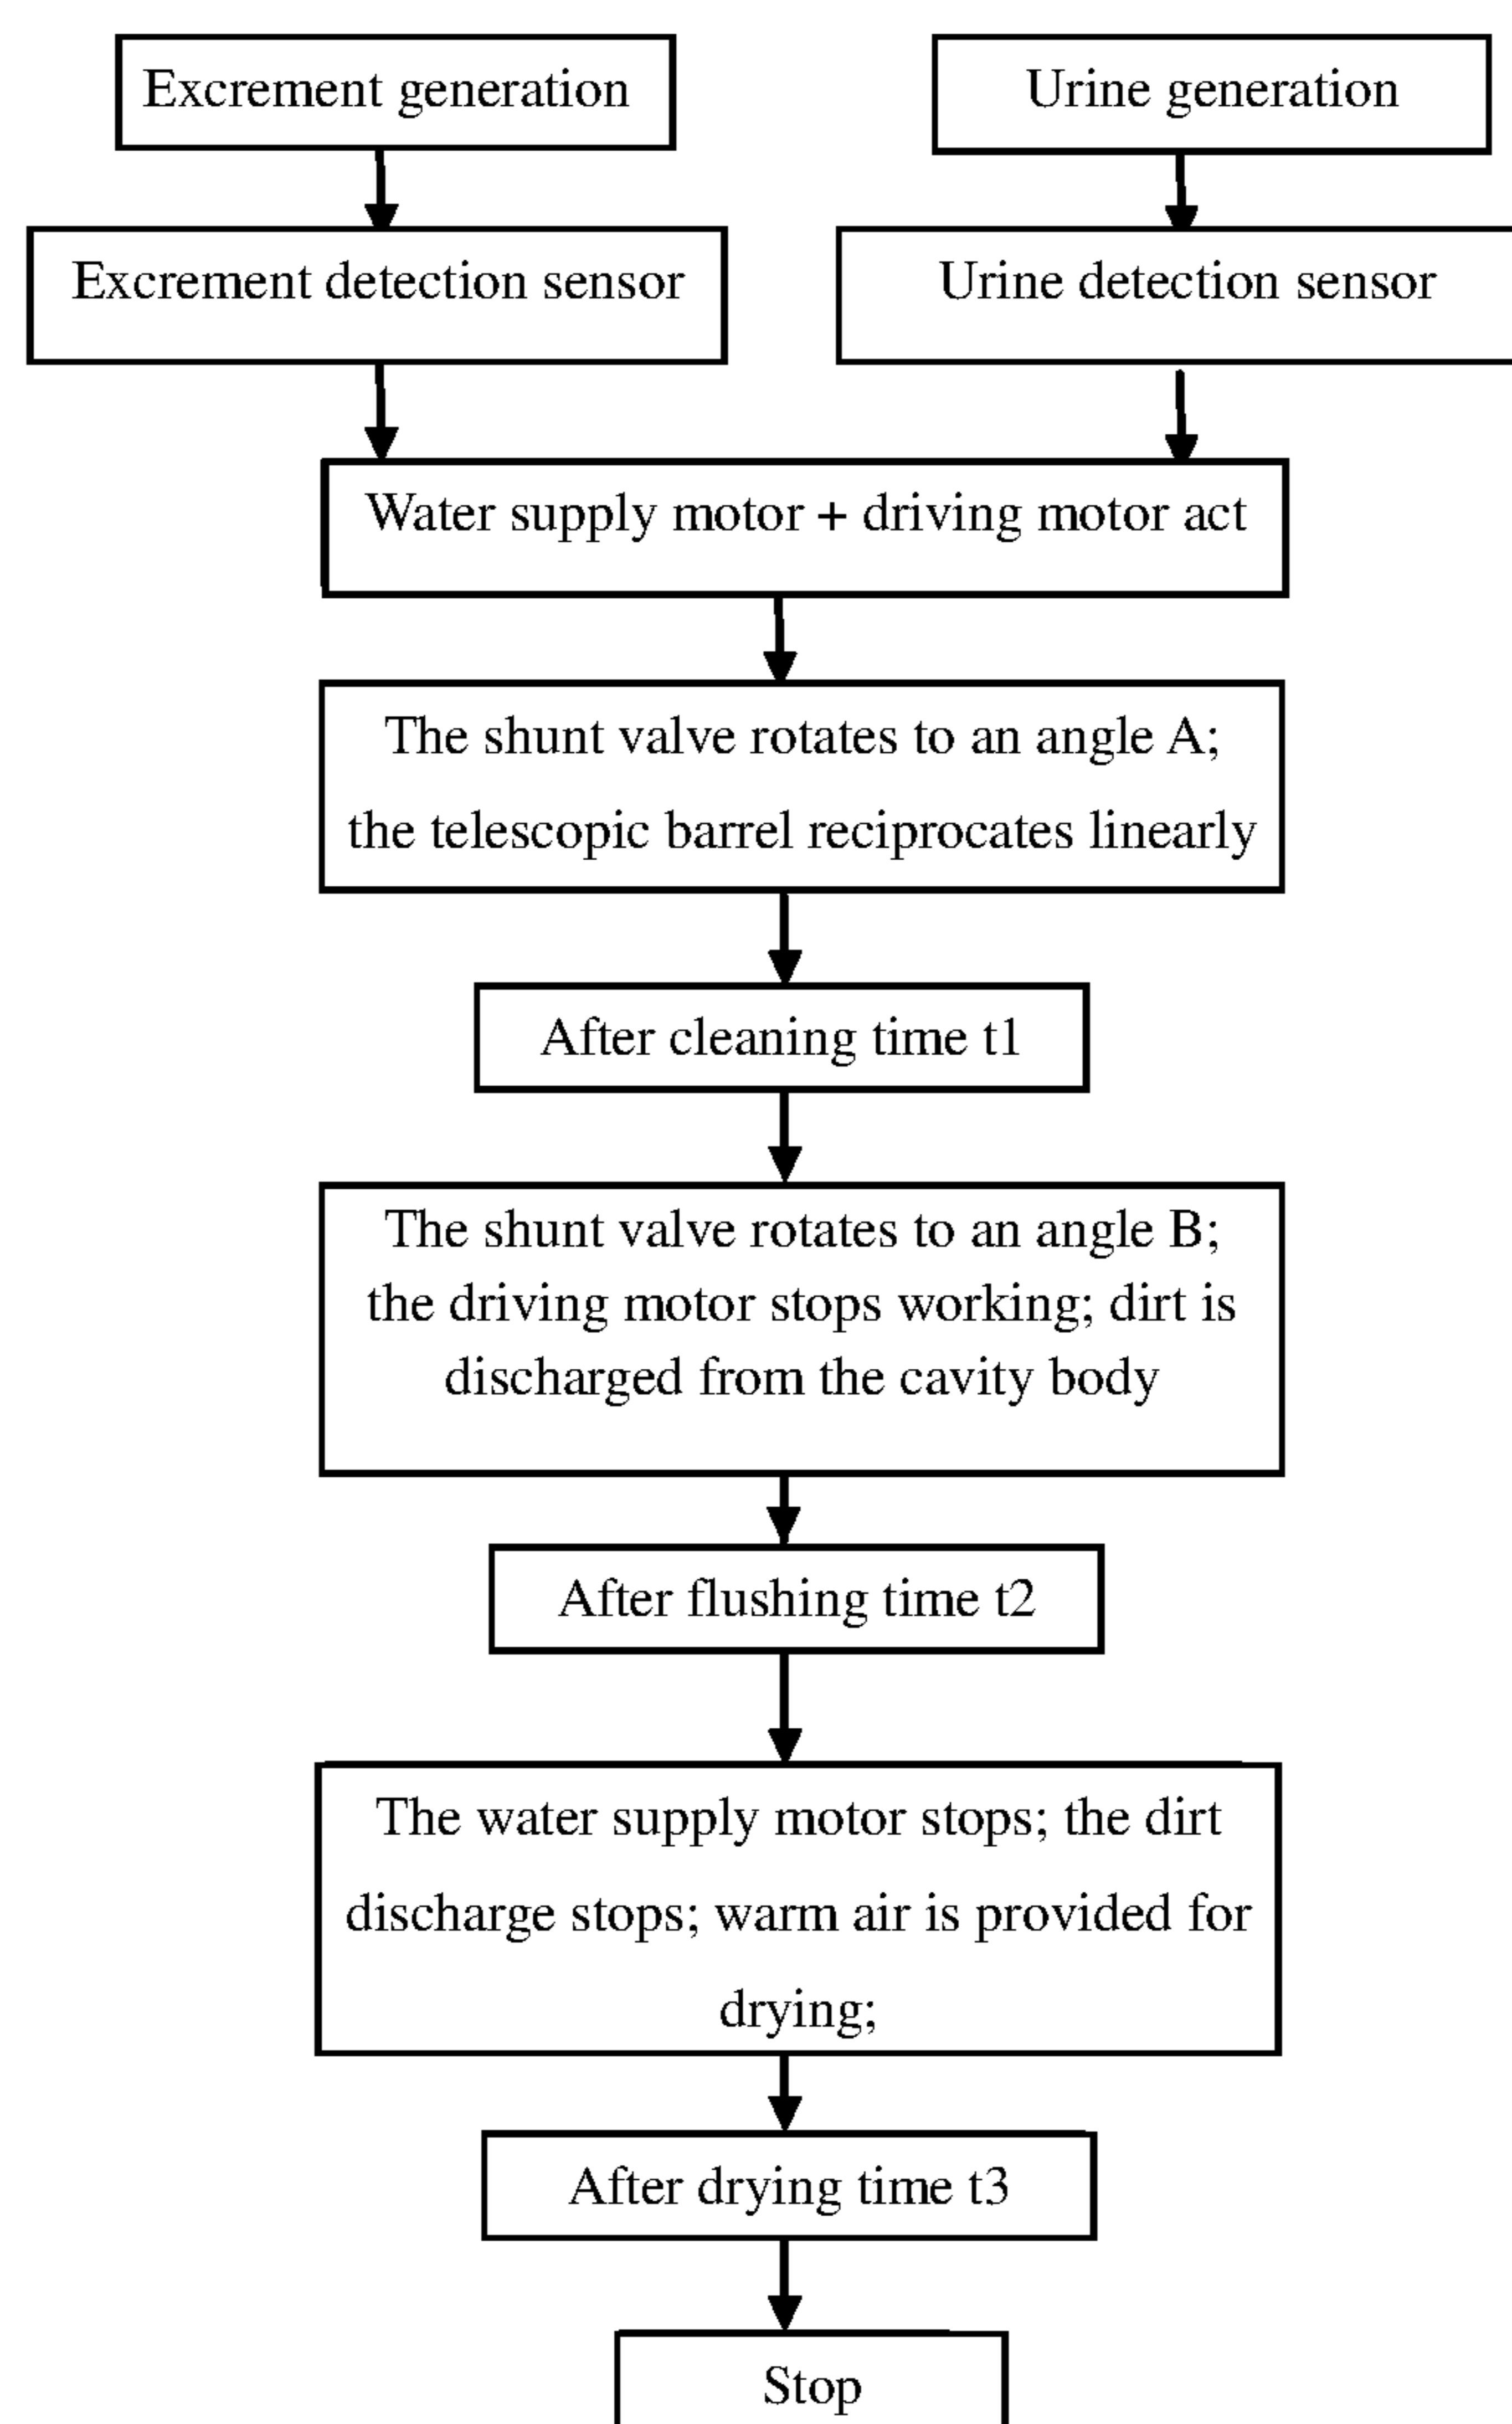 Excrement generation
Urine generation
Excrement detection sensor
Urine detection sensor
Water supply motor + driving motor act
The shunt valve rotates to an angle A;
the telescopic barrel reciprocates linearly
After cleaning time t1
The shunt valve rotates to an angle B;
the driving motor stops working; dirt is
discharged from the cavity body
After flushing time t2
The water supply motor stops; the dirt
discharge stops; warm air is provided for
drying;
After drying time t3
Stop